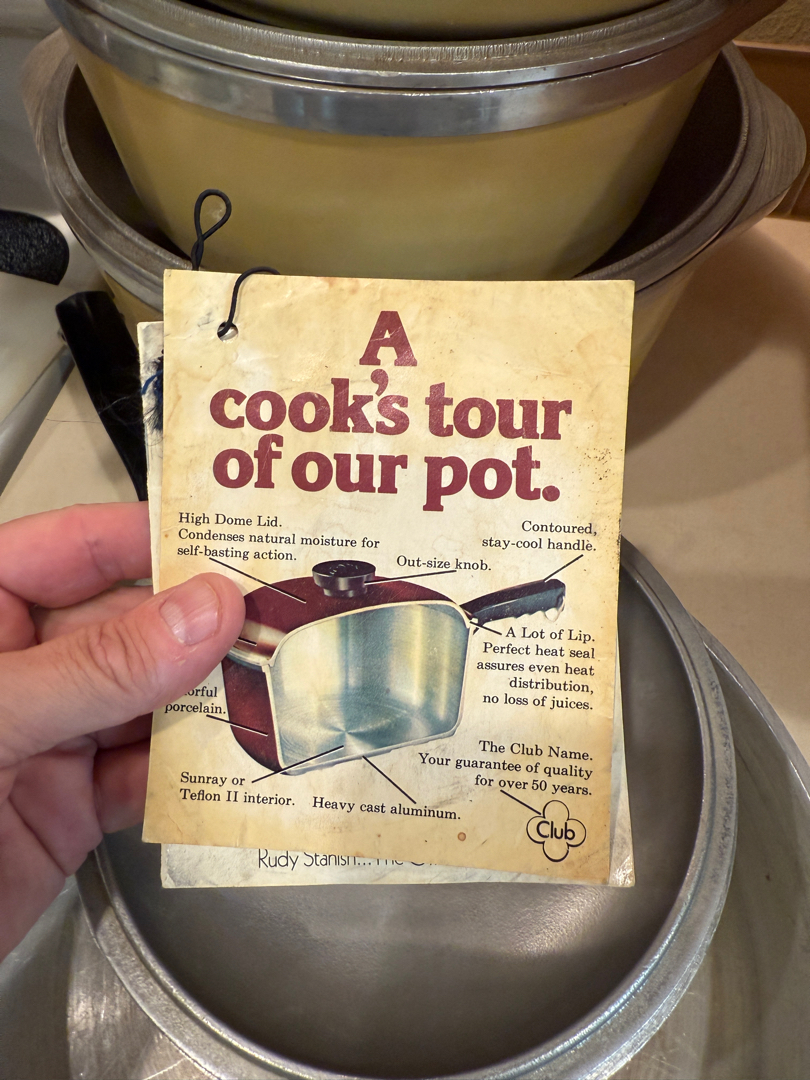 A
cook's tour
of our pot.
High Dome Lid.
Condenses natural moisture for
self-basting action.
Out-size knob.
Contoured,
stay-cool handle.
A Lot of Lip.
Perfect heat seal
assures even heat
distribution,
no loss of juices.
porcelain.
Sunray or
Teflon II interior.
Heavy cast aluminum.
The Club Name.
Your guarantee of quality
for over 50 years.
Club
Rudy Stanish...